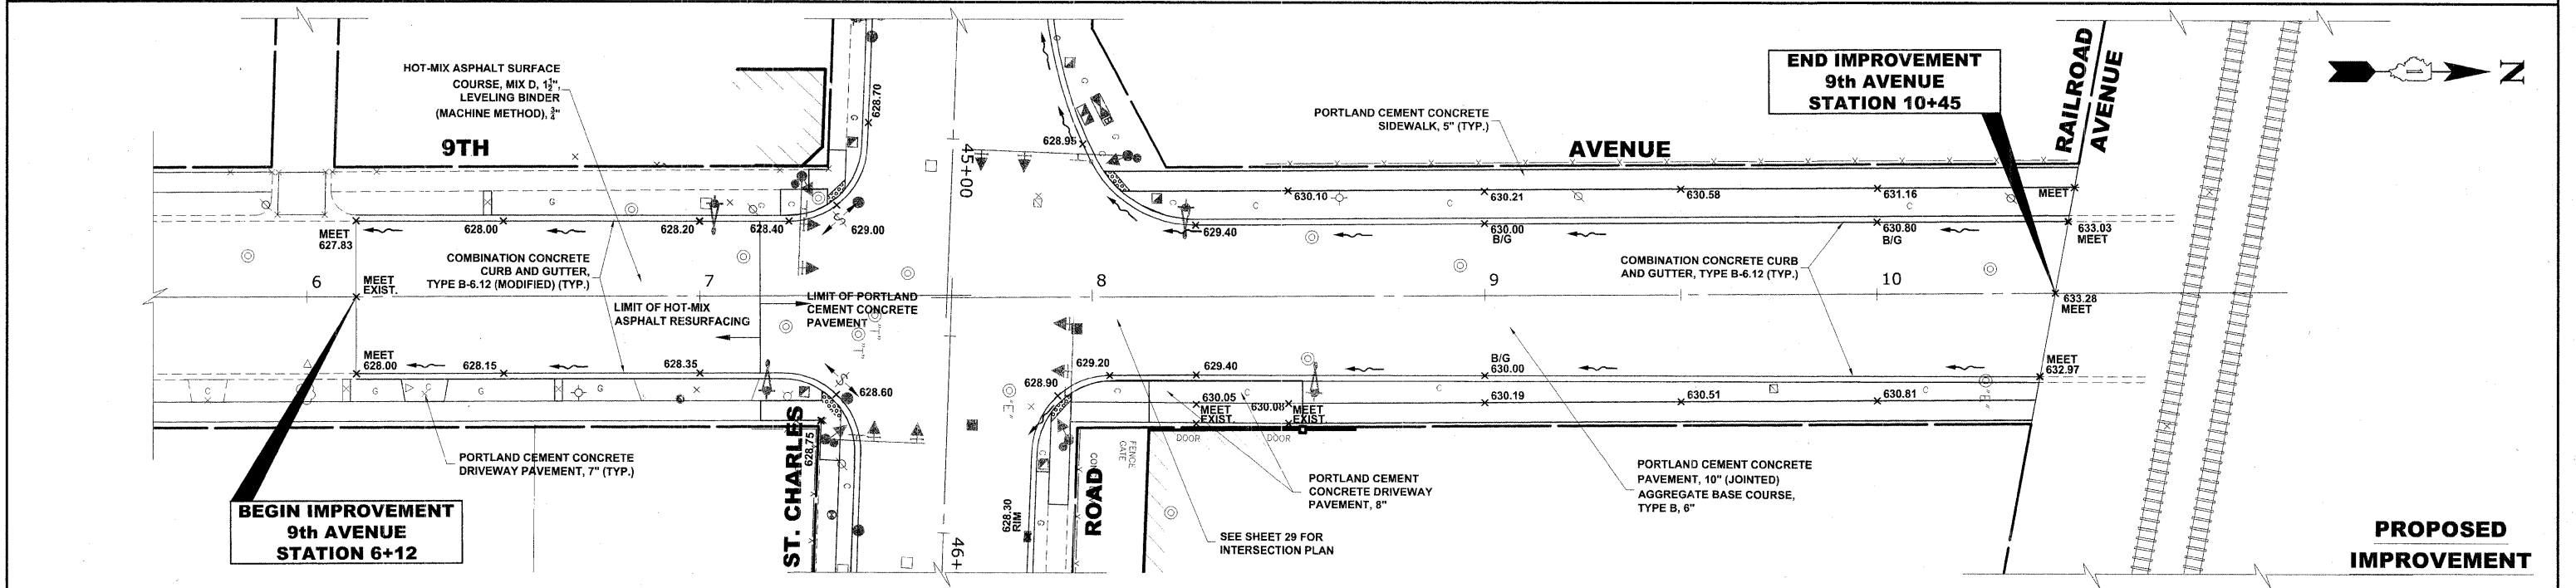 HOT-MIX ASPHALT SURFACE
COURSE, MIX D, 1½",
LEVELING BINDER
(MACHINE METHOD), ¾"
9TH
AVENUE
628.70
628.95
45+00
PORTLAND CEMENT CONCRETE
SIDEWALK, 5" (TYP.)
END IMPROVEMENT
9th AVENUE
STATION 10+45
RAILROAD
AVENUE
N
MEET
627.83
628.00
628.20
628.40
629.00
629.40
630.10
630.21
630.58
631.16
MEET
630.00
B/G
630.80
B/G
633.03
MEET
COMBINATION CONCRETE
CURB AND GUTTER,
TYPE B-6.12 (MODIFIED) (TYP.)
COMBINATION CONCRETE CURB
AND GUTTER, TYPE B-6.12 (TYP.)
6
7
8
9
10
MEET
EXIST.
LIMIT OF HOT-MIX
ASPHALT RESURFACING
LIMIT OF PORTLAND
CEMENT CONCRETE
PAVEMENT
633.28
MEET
MEET
628.00
628.15
628.35
628.60
628.90
629.20
629.40
B/G
630.00
MEET
632.97
630.05
MEET
EXIST.
630.08
MEET
EXIST.
630.19
630.51
630.81
DOOR
DOOR
FENCE
GATE
"E"
"E"
"T"
ST. CHARLES
628.75
ROAD
628.30
RIM
46+
PORTLAND CEMENT CONCRETE
DRIVEWAY PAVEMENT, 7" (TYP.)
BEGIN IMPROVEMENT
9th AVENUE
STATION 6+12
SEE SHEET 29 FOR
INTERSECTION PLAN
PORTLAND CEMENT
CONCRETE DRIVEWAY
PAVEMENT, 8"
PORTLAND CEMENT CONCRETE
PAVEMENT, 10" (JOINTED)
AGGREGATE BASE COURSE,
TYPE B, 6"
PROPOSED
IMPROVEMENT